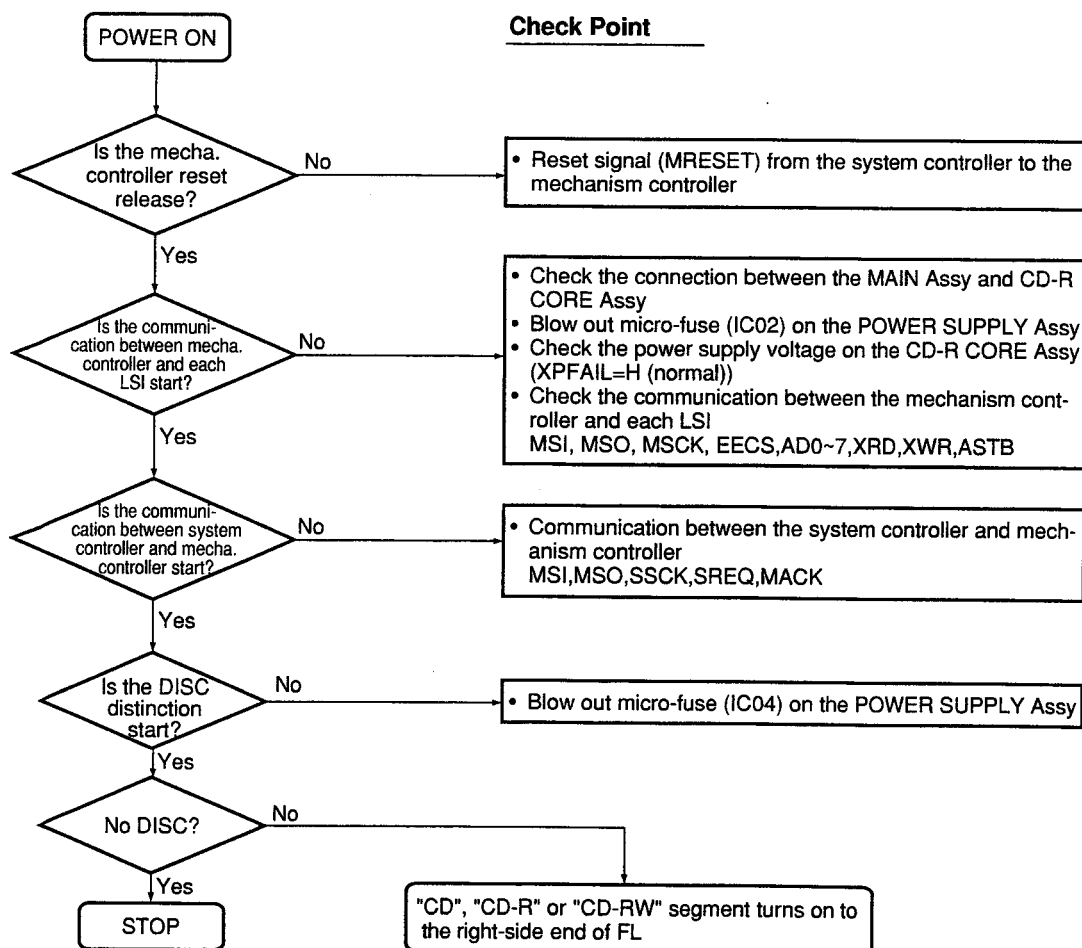 POWER ON
Check Point
Is the mecha.
controller reset
release?
No
• Reset signal (MRESET) from the system controller to the
mechanism controller
Yes
Is the communi-
cation between mecha.
controller and each
LSI start?
No
• Check the connection between the MAIN Assy and CD-R
CORE Assy
• Blow out micro-fuse (IC02) on the POWER SUPPLY Assy
• Check the power supply voltage on the CD-R CORE Assy
(XPFAIL=H (normal))
• Check the communication between the mechanism cont-
roller and each LSI
MSI, MSO, MSCK, EECS,AD0~7,XRD,XWR,ASTB
Yes
Is the communi-
cation between system
controller and mecha.
controller start?
No
• Communication between the system controller and mech-
anism controller
MSI,MSO,SSCK,SREQ,MACK
Yes
Is the DISC
distinction
start?
No
• Blow out micro-fuse (IC04) on the POWER SUPPLY Assy
Yes
No DISC?
No
Yes
STOP
"CD", "CD-R" or "CD-RW" segment turns on to
the right-side end of FL